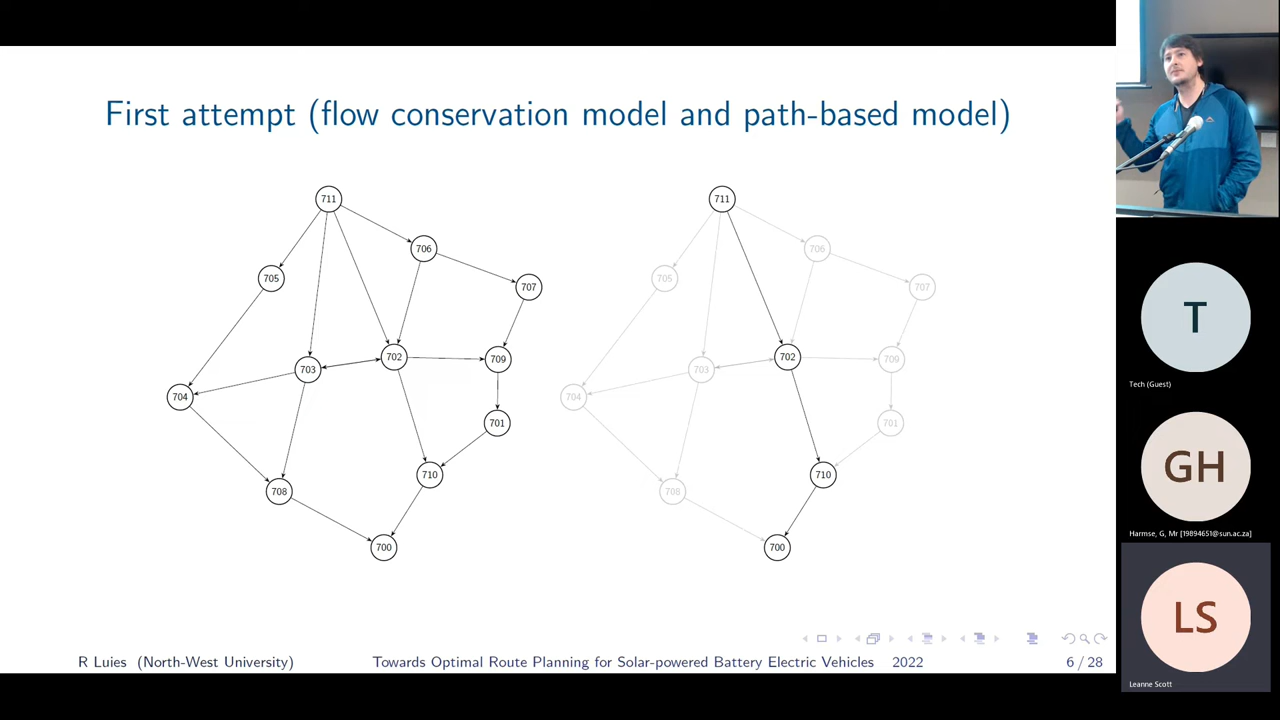 First attempt (flow conservation model and path-based model)
711
706
705
707
702
703
709
704
701
710
708
700
711
706
705
707
702
703
709
704
701
710
708
700
R Luies (North-West University)
Towards Optimal Route Planning for Solar-powered Battery Electric Vehicles 2022
6 / 28
T
Tech (Guest)
GH
Harmse, G, Mr [19894651@sun.ac.za]
LS
Leanne Scott